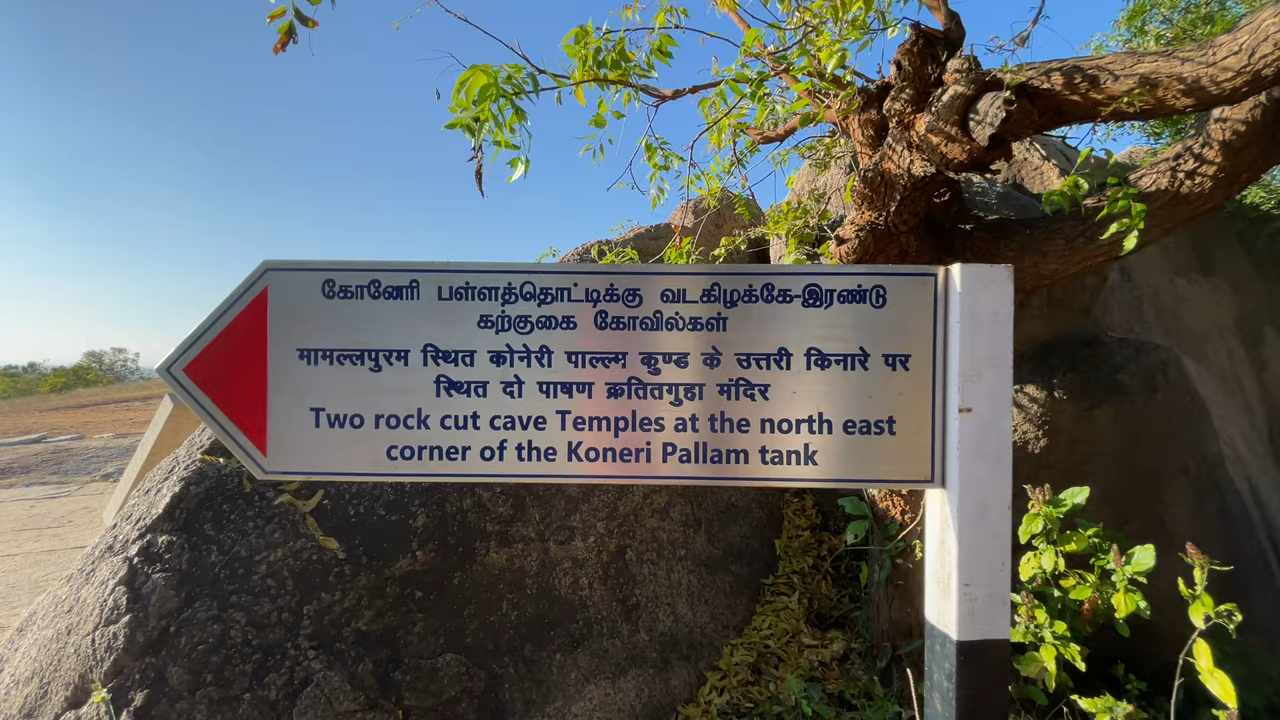 கோனேரி பள்ளத்தொட்டிக்கு வடகிழக்கே-இரண்டு
கற்குகை கோவில்கள்
मामल्लपुरम स्थित कोनेरी पाल्लम कुण्ड के उत्तरी किनारे पर
स्थित दो पाषण क्रतितगुहा मंदिर
Two rock cut cave Temples at the north east
corner of the Koneri Pallam tank